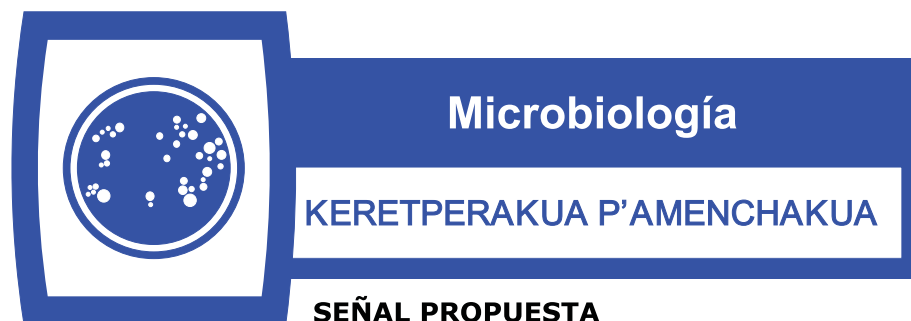 Microbiología
KERETPERAKUA P’AMENCHAKUA
SEÑAL PROPUESTA